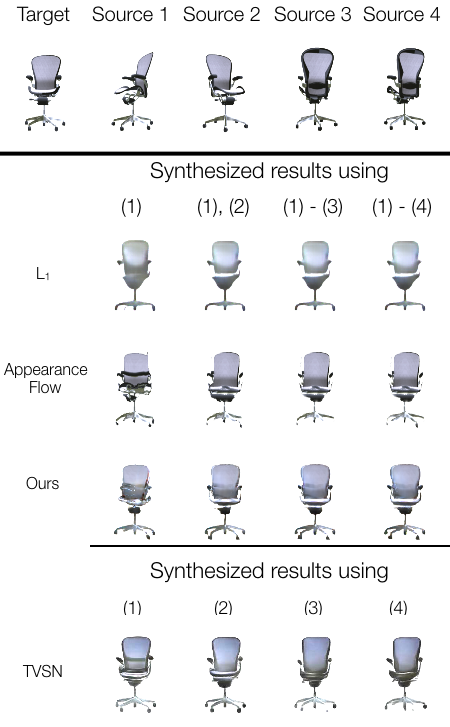 Target Source 1 Source 2 Source 3 Source 4
Synthesized results using
(1) (1), (2) (1) - (3) (1) - (4)
L₁
Appearance
Flow
Ours
Synthesized results using
(1) (2) (3) (4)
TVSN